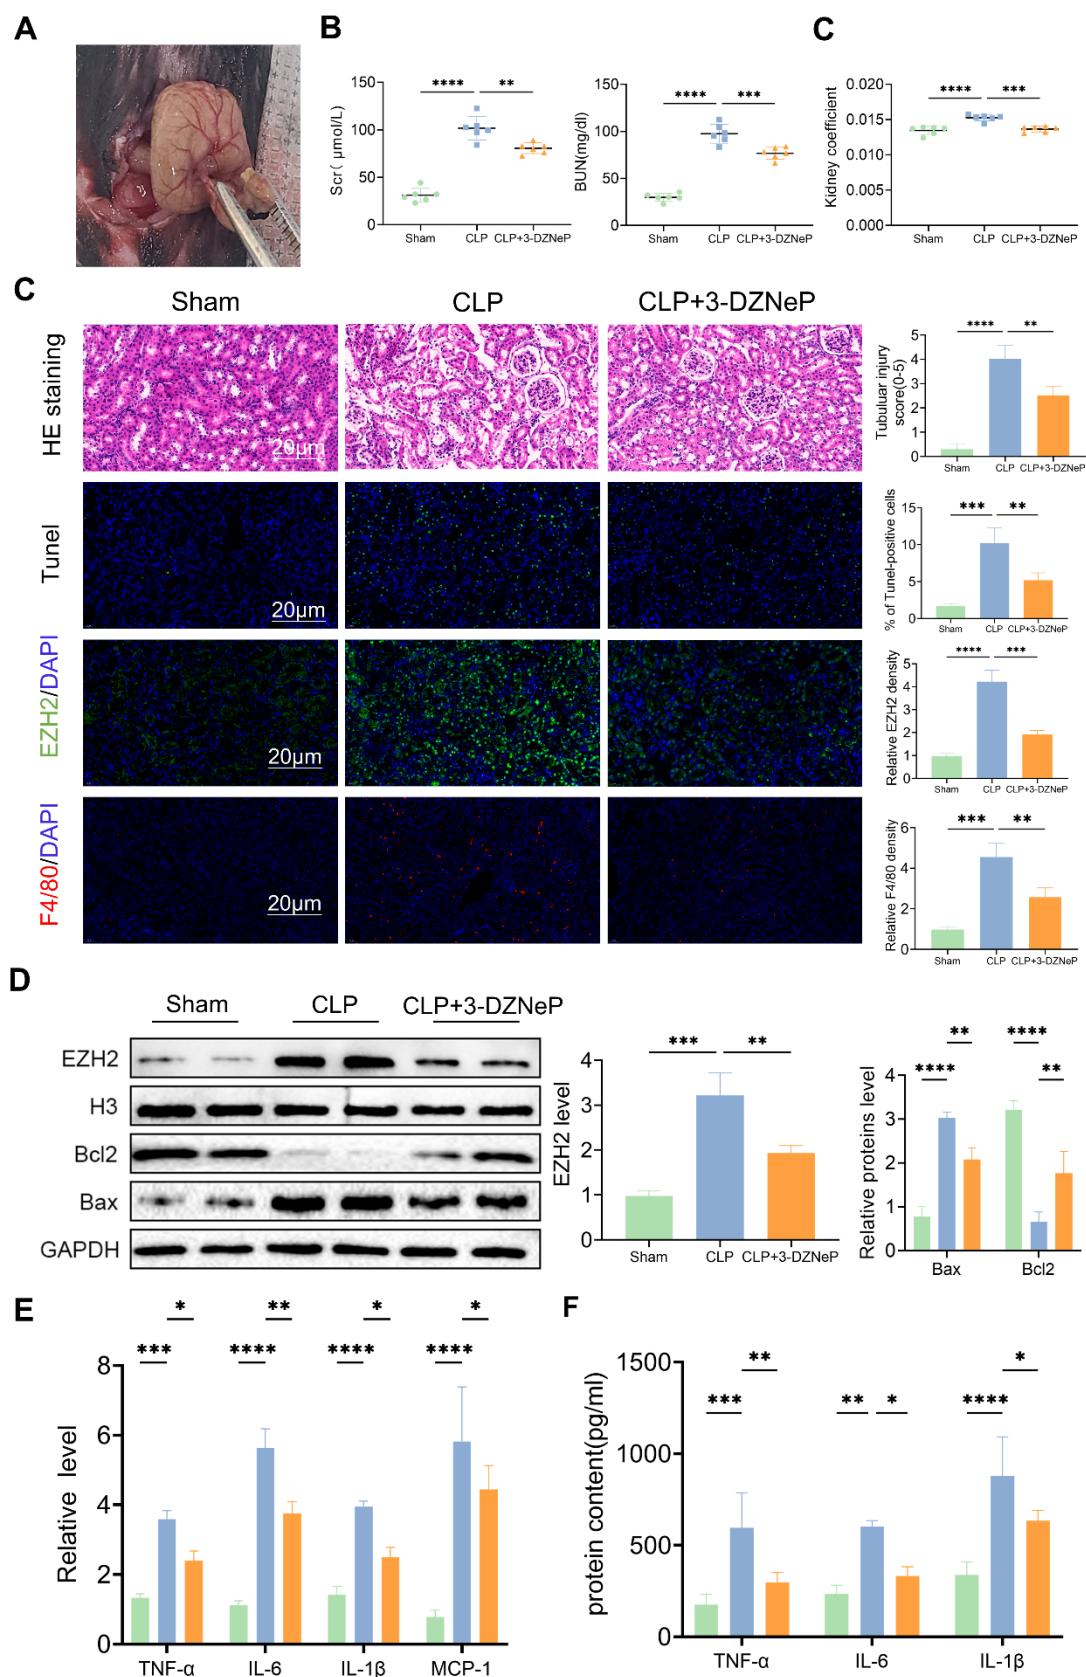 A
B
C
Scr( μmol/L)
150
100
50
0
**** **
Sham CLP CLP+3-DZNeP
BUN(mg/dl)
150
100
50
0
**** ***
Sham CLP CLP+3-DZNeP
Kidney coefficient
0.020
0.015
0.010
0.005
0.000
**** ***
Sham CLP CLP+3-DZNeP
C
Sham CLP CLP+3-DZNeP
HE staining
20μm
Tubuluar injury
score(0-5)
5
4
3
2
1
0
**** **
Sham CLP CLP+3-DZNeP
Tunel
20μm
% of Tunel-positive cells
15
10
5
0
*** **
Sham CLP CLP+3-DZNeP
EZH2/DAPI
20μm
Relative EZH2 density
5
4
3
2
1
0
**** ***
Sham CLP CLP+3-DZNeP
F4/80/DAPI
20μm
Relative F4/80 density
6
4
2
0
*** **
Sham CLP CLP+3-DZNeP
D
Sham CLP CLP+3-DZNeP
EZH2
H3
Bcl2
Bax
GAPDH
EZH2 level
4
3
2
1
0
*** **
Sham CLP CLP+3-DZNeP
Relative proteins level
4
3
2
1
0
** ****
**** **
Bax Bcl2
E
Relative level
8
6
4
2
0
* ** * *
*** **** **** ****
TNF-α IL-6 IL-1β MCP-1
F
protein content(pg/ml)
1500
1000
500
0
** *
*** ** * ****
TNF-α IL-6 IL-1β